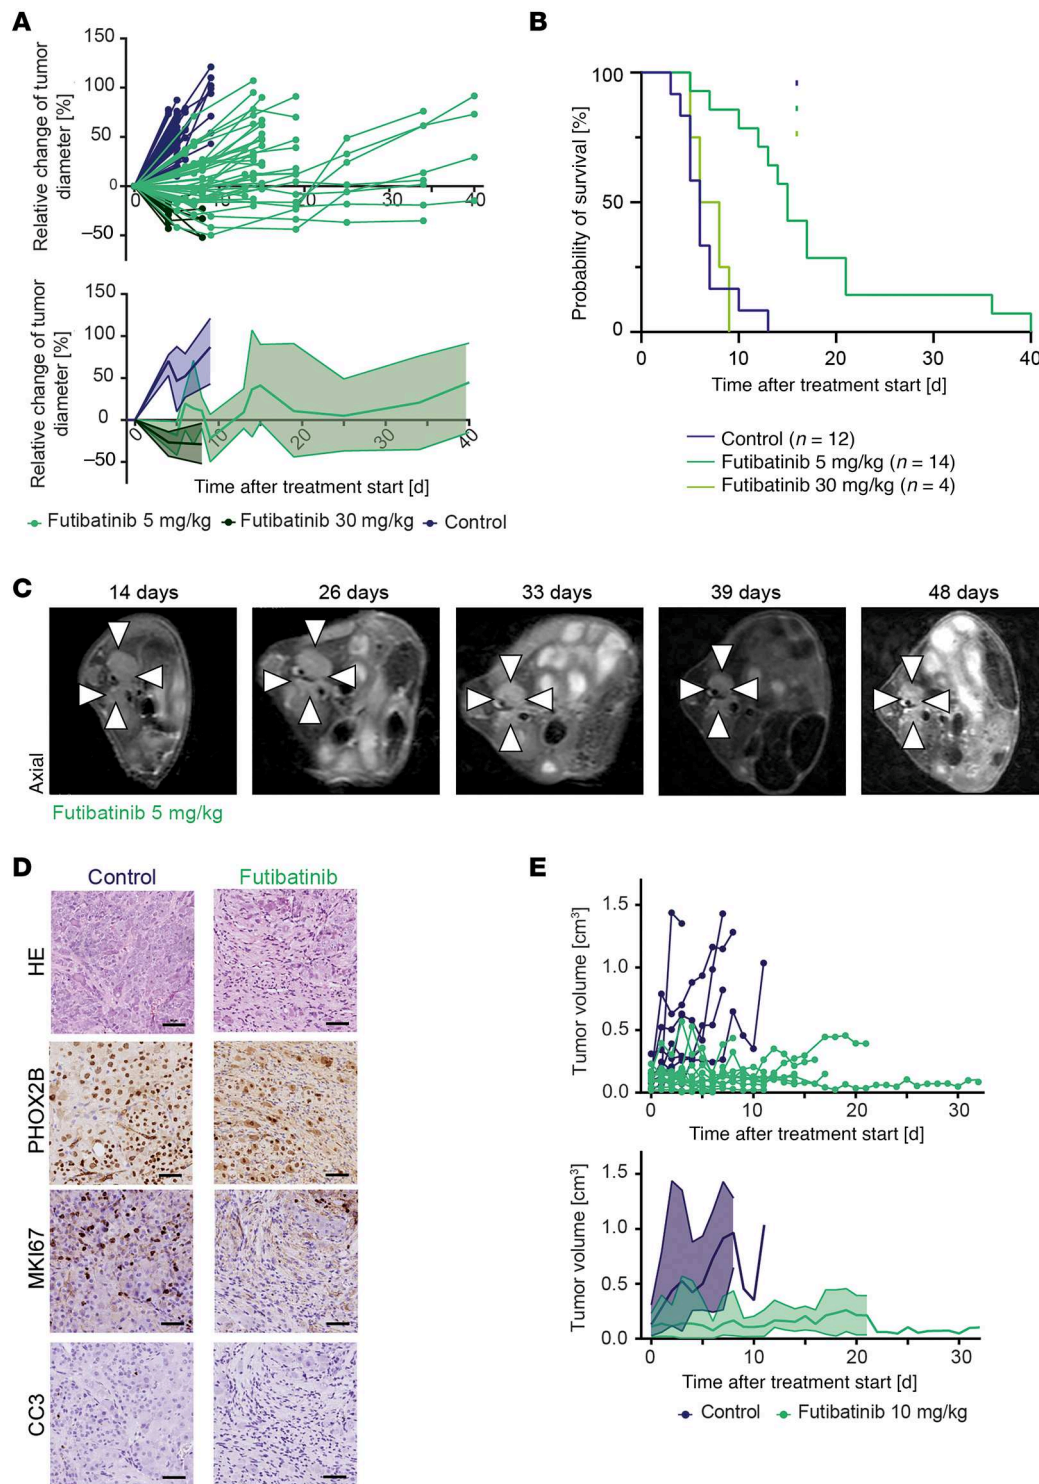 A
150
100
50
0
–50
10
20
30
40
Relative change of tumor
diameter [%]
150
100
50
0
–50
0
10
20
30
40
Relative change of tumor
diameter [%]
Time after treatment start [d]
Futibatinib 5 mg/kg
Futibatinib 30 mg/kg
Control
B
100
50
0
0
10
20
30
40
Probability of survival [%]
Time after treatment start [d]
Control (n = 12)
Futibatinib 5 mg/kg (n = 14)
Futibatinib 30 mg/kg (n = 4)
C
14 days
26 days
33 days
39 days
48 days
Axial
Futibatinib 5 mg/kg
D
Control
Futibatinib
HE
PHOX2B
MKI67
CC3
E
1.5
1.0
0.5
0.0
0
10
20
30
Tumor volume [cm³]
Time after treatment start [d]
1.5
1.0
0.5
0.0
0
10
20
30
Tumor volume [cm³]
Time after treatment start [d]
Control
Futibatinib 10 mg/kg